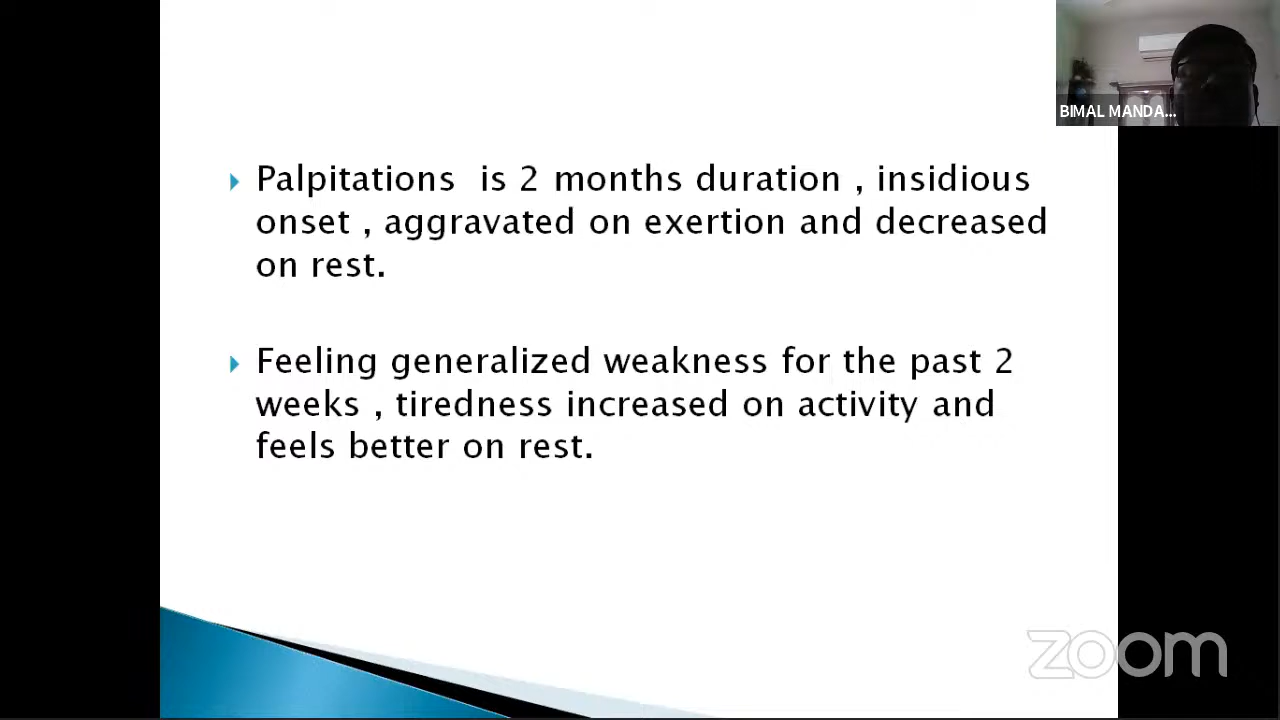 BIMAL MANDA...
Palpitations is 2 months duration , insidious
onset , aggravated on exertion and decreased
on rest.
Feeling generalized weakness for the past 2
weeks , tiredness increased on activity and
feels better on rest.
zoom